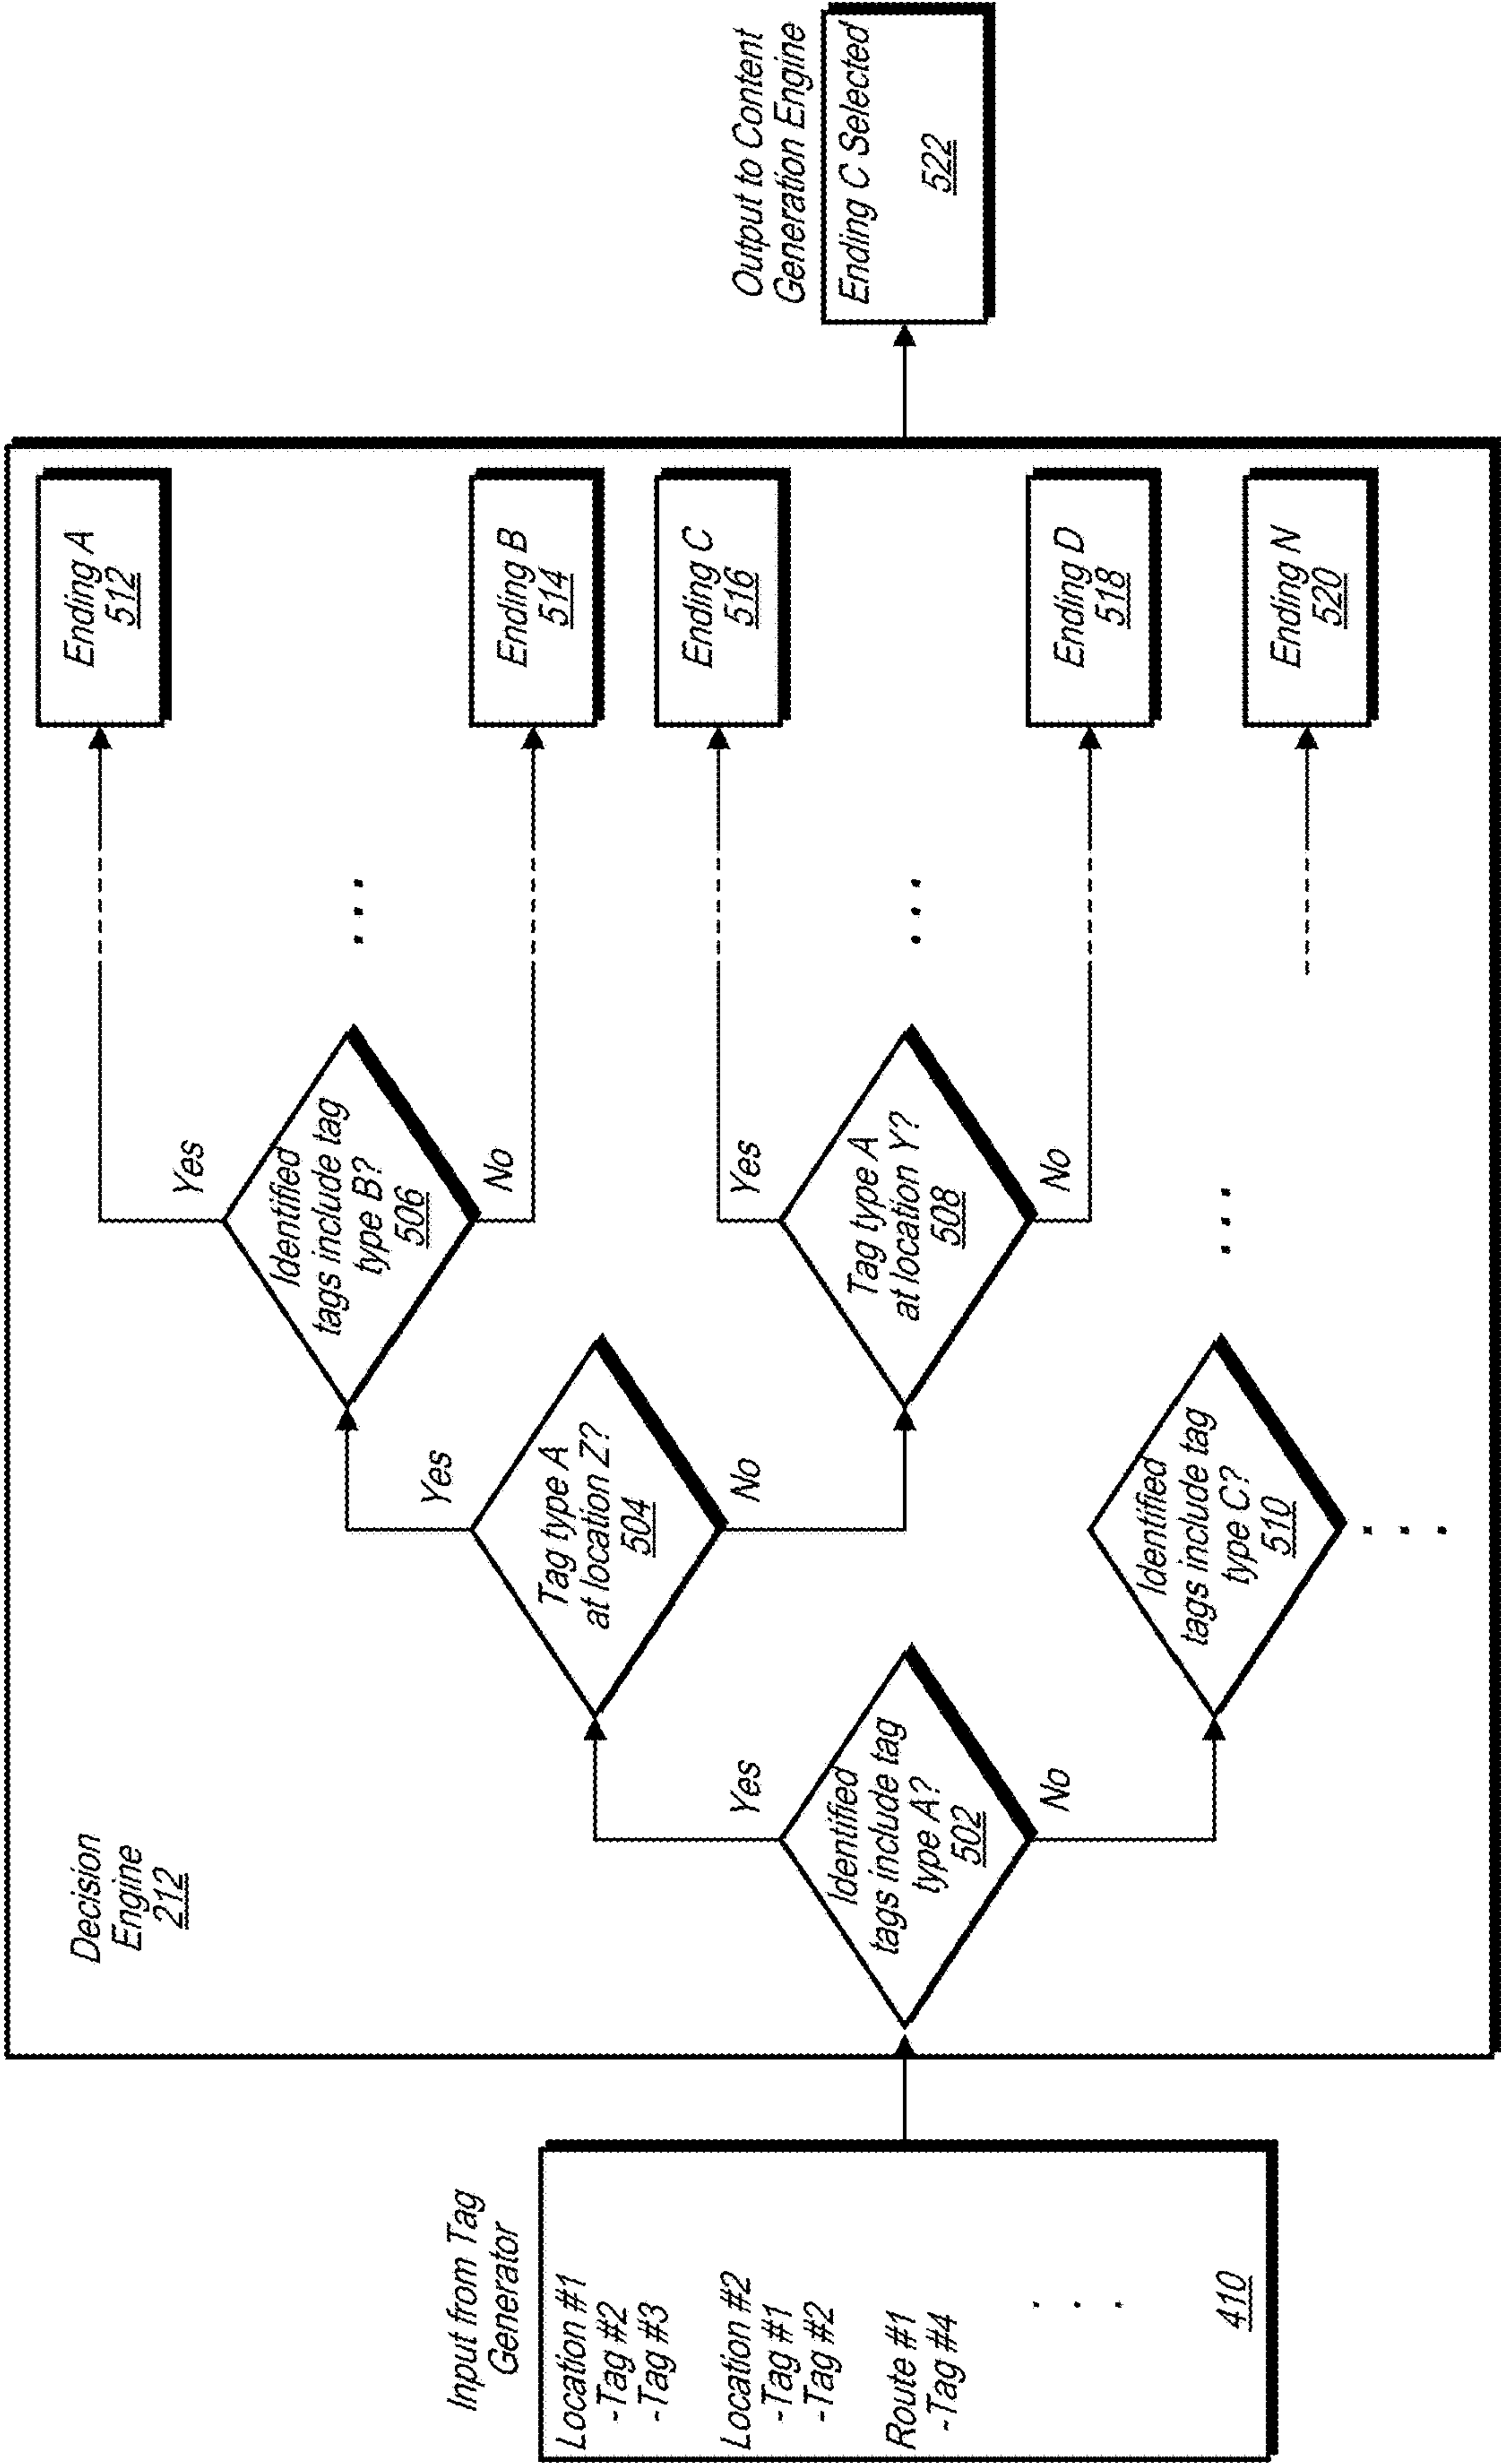 Input from Tag
Generator
Location #1
-Tag #2
-Tag #3
Location #2
-Tag #1
-Tag #2
Route #1
-Tag #4
. . .
410
Decision
Engine
212
Identified
tags include tag
type A?
502
Yes
No
Tag type A
at location Z?
504
Yes
No
Identified
tags include tag
type C?
510
. . .
. . .
Identified
tags include tag
type B?
506
Yes
No
. . .
Tag type A
at location Y?
508
Yes
No
. . .
Ending A
512
Ending B
514
Ending C
516
Ending D
518
Ending N
520
Output to Content
Generation Engine
Ending C Selected
522